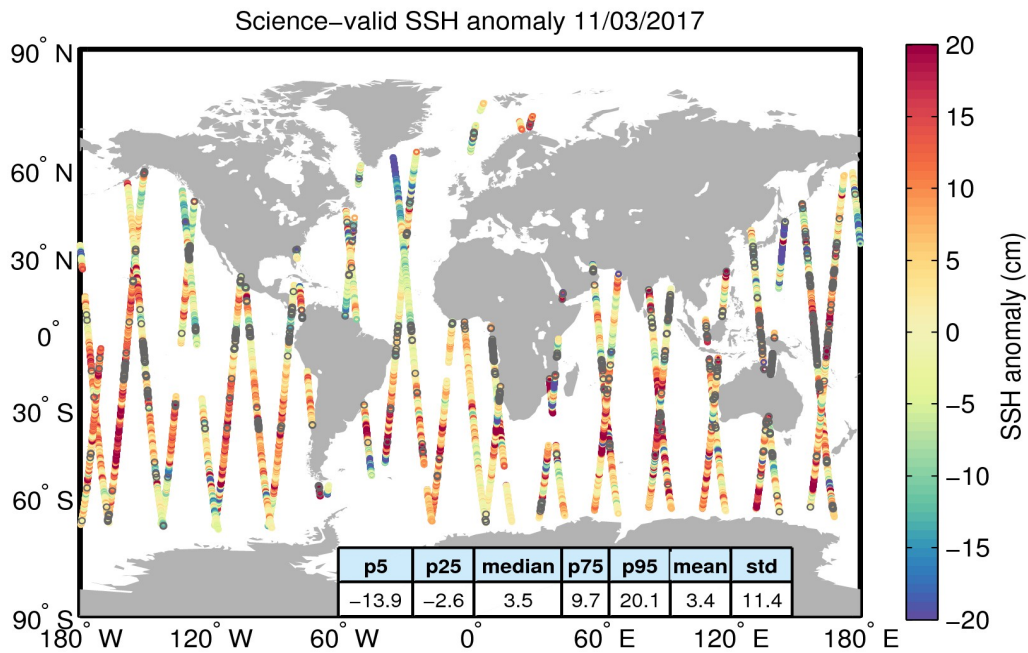 Science−valid SSH anomaly 11/03/2017
90° N
60° N
30° N
0°
30° S
60° S
90° S
180° W
120° W
60° W
0°
60° E
120° E
180° E
p5 p25 median p75 p95 mean std
−13.9 −2.6 3.5 9.7 20.1 3.4 11.4
20
15
10
5
0
−5
−10
−15
−20
SSH anomaly (cm)